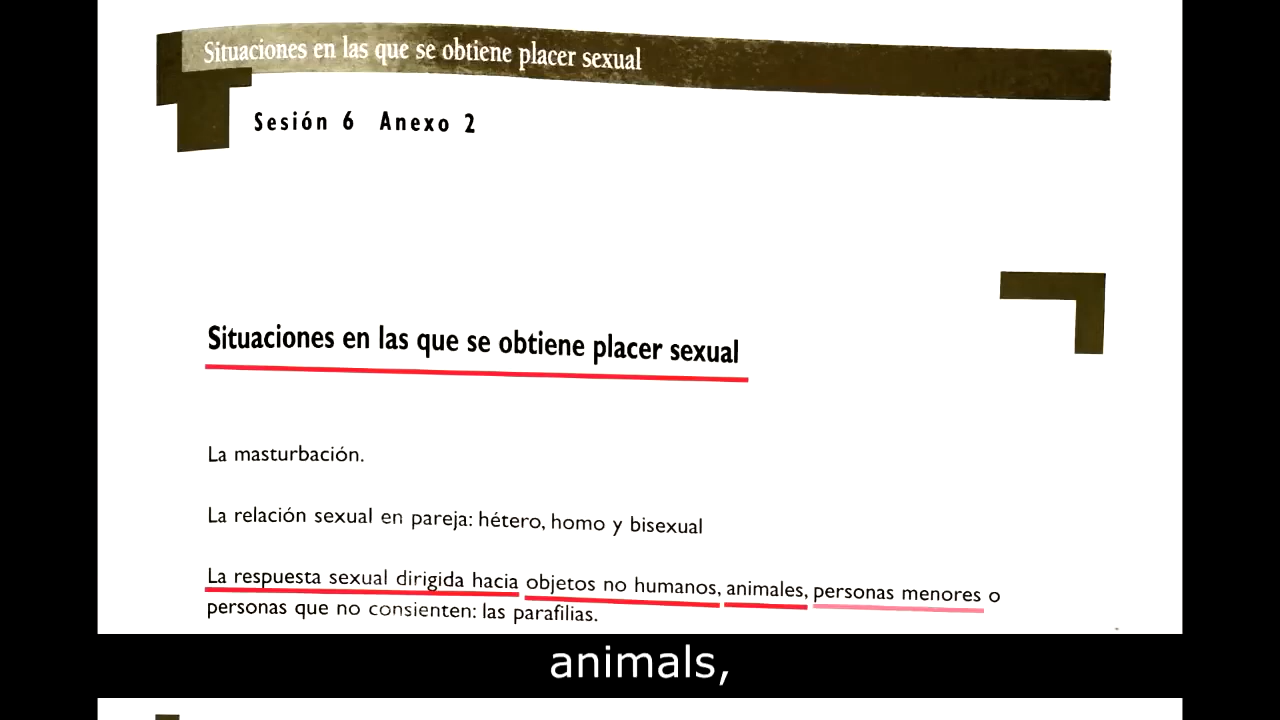 Situaciones en las que se obtiene placer sexual
Sesión 6 Anexo 2
Situaciones en las que se obtiene placer sexual
La masturbación.
La relación sexual en pareja: hétero, homo y bisexual
La respuesta sexual dirigida hacia objetos no humanos, animales, personas menores o
personas que no consienten: las parafilias.
animals,